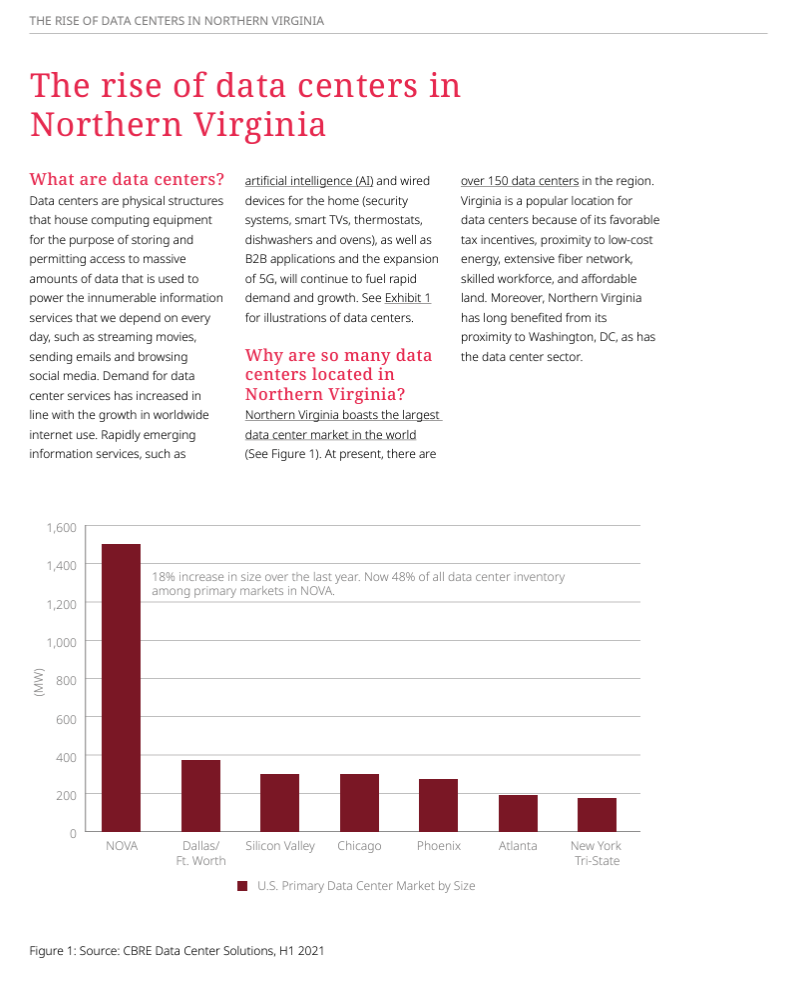 THE RISE OF DATA CENTERS IN NORTHERN VIRGINIA
The rise of data centers in
Northern Virginia
What are data centers?
Data centers are physical structures
that house computing equipment
for the purpose of storing and
permitting access to massive
amounts of data that is used to
power the innumerable information
services that we depend on every
day, such as streaming movies,
sending emails and browsing
social media. Demand for data
center services has increased in
line with the growth in worldwide
internet use. Rapidly emerging
information services, such as
artificial intelligence (AI) and wired
devices for the home (security
systems, smart TVs, thermostats,
dishwashers and ovens), as well as
B2B applications and the expansion
of 5G, will continue to fuel rapid
demand and growth. See Exhibit 1
for illustrations of data centers.
Why are so many data
centers located in
Northern Virginia?
Northern Virginia boasts the largest
data center market in the world
(See Figure 1). At present, there are
over 150 data centers in the region.
Virginia is a popular location for
data centers because of its favorable
tax incentives, proximity to low-cost
energy, extensive fiber network,
skilled workforce, and affordable
land. Moreover, Northern Virginia
has long benefited from its
proximity to Washington, DC, as has
the data center sector.
1,600
1,400
1,200
1,000
800
600
400
200
0
(MW)
18% increase in size over the last year. Now 48% of all data center inventory
among primary markets in NOVA.
NOVA
Dallas/
Ft. Worth
Silicon Valley
Chicago
Phoenix
Atlanta
New York
Tri-State
U.S. Primary Data Center Market by Size
Figure 1: Source: CBRE Data Center Solutions, H1 2021